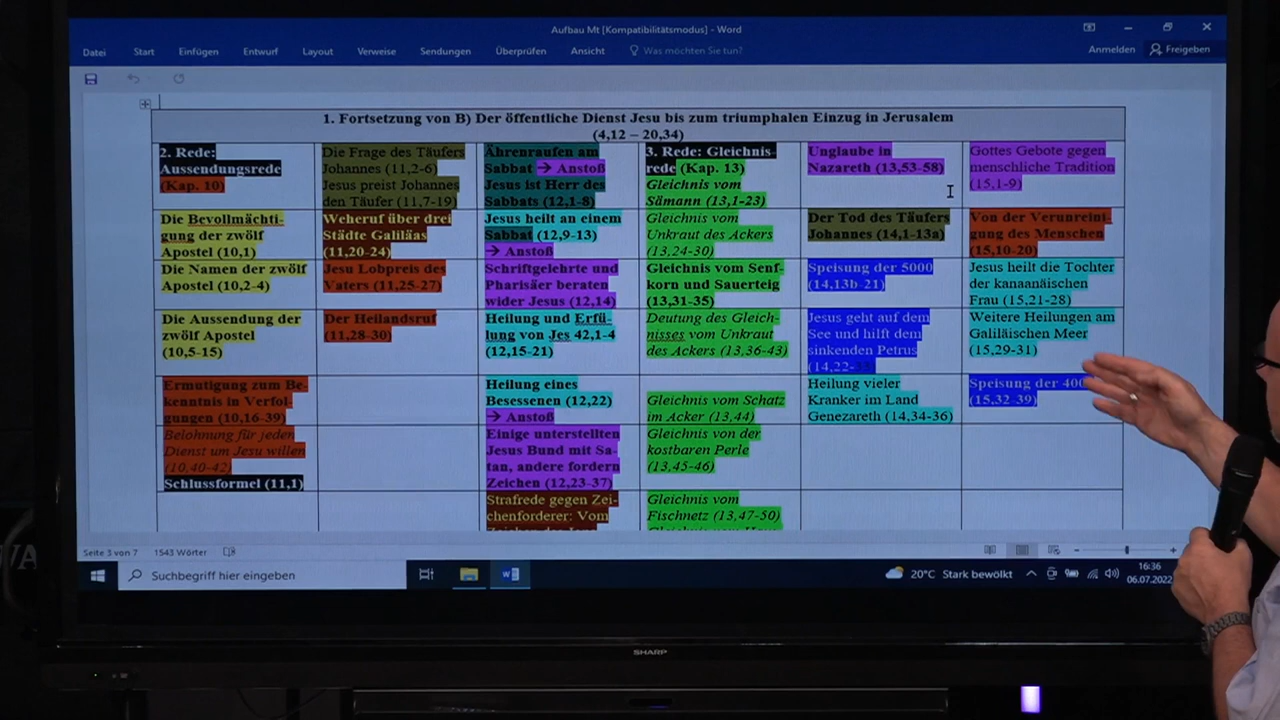 Aufbau Mt [Kompatibilitätsmodus] - Word
Datei Start Einfügen Entwurf Layout Verweise Sendungen Überprüfen Ansicht Was möchten Sie tun? Anmelden Freigeben
1. Fortsetzung von B) Der öffentliche Dienst Jesu bis zum triumphalen Einzug in Jerusalem
(4,12 – 20,34)
2. Rede:
Aussendungsrede
(Kap. 10)
Die Frage des Täufers
Johannes (11,2-6)
Jesus preist Johannes
den Täufer (11,7-19)
Ährenraufen am
Sabbat → Anstoß
Jesus ist Herr des
Sabbats (12,1-8)
3. Rede: Gleichnis-
rede (Kap. 13)
Gleichnis vom
Sämann (13,1-23)
Unglaube in
Nazareth (13,53-58)
Gottes Gebote gegen
menschliche Tradition
(15,1-9)
Die Bevollmächti-
gung der zwölf
Apostel (10,1)
Weheruf über drei
Städte Galiläas
(11,20-24)
Jesus heilt an einem
Sabbat (12,9-13)
→ Anstoß
Gleichnis vom
Unkraut des Ackers
(13,24-30)
Der Tod des Täufers
Johannes (14,1-13a)
Von der Verunreini-
gung des Menschen
(15,10-20)
Die Namen der zwölf
Apostel (10,2-4)
Jesu Lobpreis des
Vaters (11,25-27)
Schriftgelehrte und
Pharisäer beraten
wider Jesus (12,14)
Gleichnis vom Senf-
korn und Sauerteig
(13,31-35)
Speisung der 5000
(14,13b-21)
Jesus heilt die Tochter
der kanaanäischen
Frau (15,21-28)
Die Aussendung der
zwölf Apostel
(10,5-15)
Der Heilandsruf
(11,28-30)
Heilung und Erfü-
lung von Jes 42,1-4
(12,15-21)
Deutung des Gleich-
nisses vom Unkraut
des Ackers (13,36-43)
Jesus geht auf dem
See und hilft dem
sinkenden Petrus
(14,22-33
Weitere Heilungen am
Galiläischen Meer
(15,29-31)
Ermutigung zum Be-
kenntnis in Verfol-
gungen (10,16-39)
Heilung eines
Besessenen (12,22)
→ Anstoß
Gleichnis vom Schatz
im Acker (13,44)
Heilung vieler
Kranker im Land
Genezareth (14,34-36)
Speisung der 400
(15,32-39)
Belohnung für jeden
Dienst um Jesu willen
(10,40-42)
Schlussformel (11,1)
Einige unterstellten
Jesus Bund mit Sa-
tan, andere fordern
Zeichen (12,23-37)
Gleichnis von der
kostbaren Perle
(13,45-46)
Strafrede gegen Zei-
chenforderer: Vom
Gleichnis vom
Fischnetz (13,47-50)
Seite 3 von 7 1543 Wörter
Suchbegriff hier eingeben
20°C Stark bewölkt
16:36
06.07.2022
SHARP